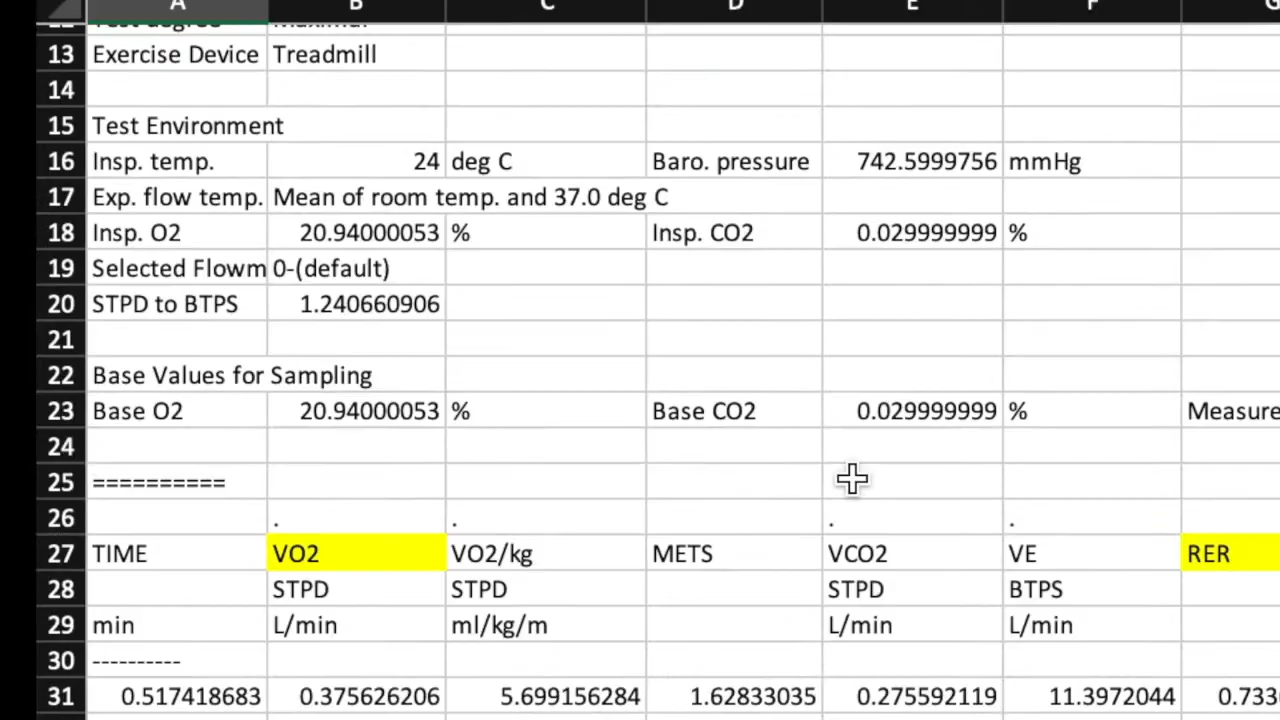 A B C D E F G
13 Exercise Device Treadmill
14
15 Test Environment
16 Insp. temp. 24 deg C Baro. pressure 742.5999756 mmHg
17 Exp. flow temp. Mean of room temp. and 37.0 deg C
18 Insp. O2 20.94000053 % Insp. CO2 0.029999999 %
19 Selected Flowm 0-(default)
20 STPD to BTPS 1.240660906
21
22 Base Values for Sampling
23 Base O2 20.94000053 % Base CO2 0.029999999 % Measure
24
25 ==========
26 . . . .
27 TIME VO2 VO2/kg METS VCO2 VE RER
28 STPD STPD STPD BTPS
29 min L/min ml/kg/m L/min L/min
30 ----------
31 0.517418683 0.375626206 5.699156284 1.62833035 0.275592119 11.3972044 0.733